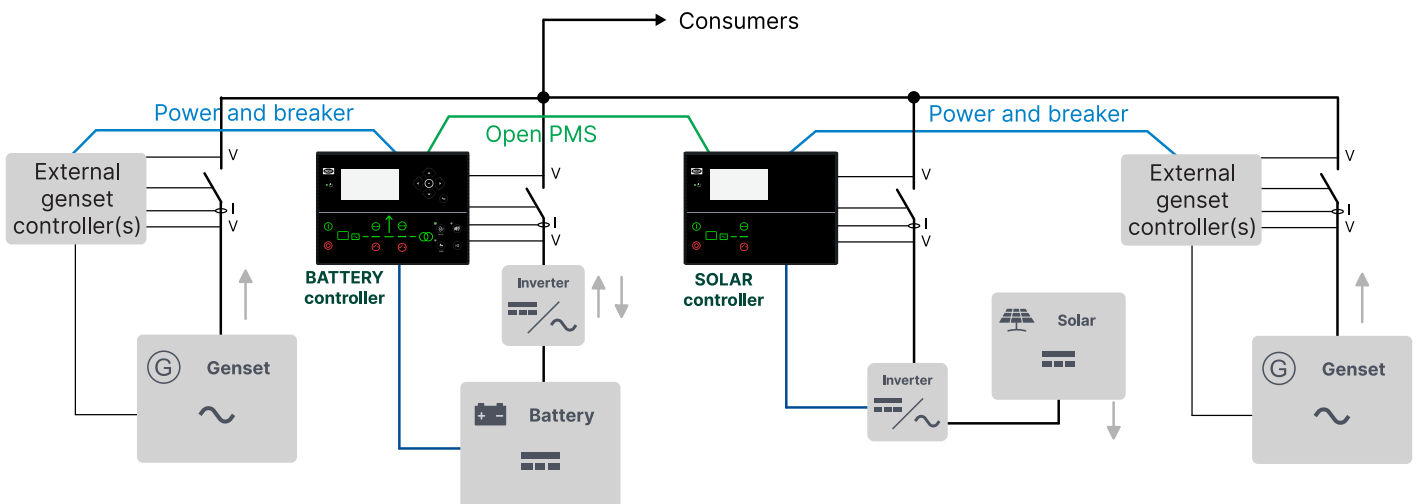 Consumers
Power and breaker
Open PMS
Power and breaker
External
genset
controller(s)
V
I
V
V
I
V
V
I
V
External
genset
controller(s)
V
I
V
BATTERY
controller
SOLAR
controller
Inverter
Inverter
G
Genset
Battery
Solar
G
Genset